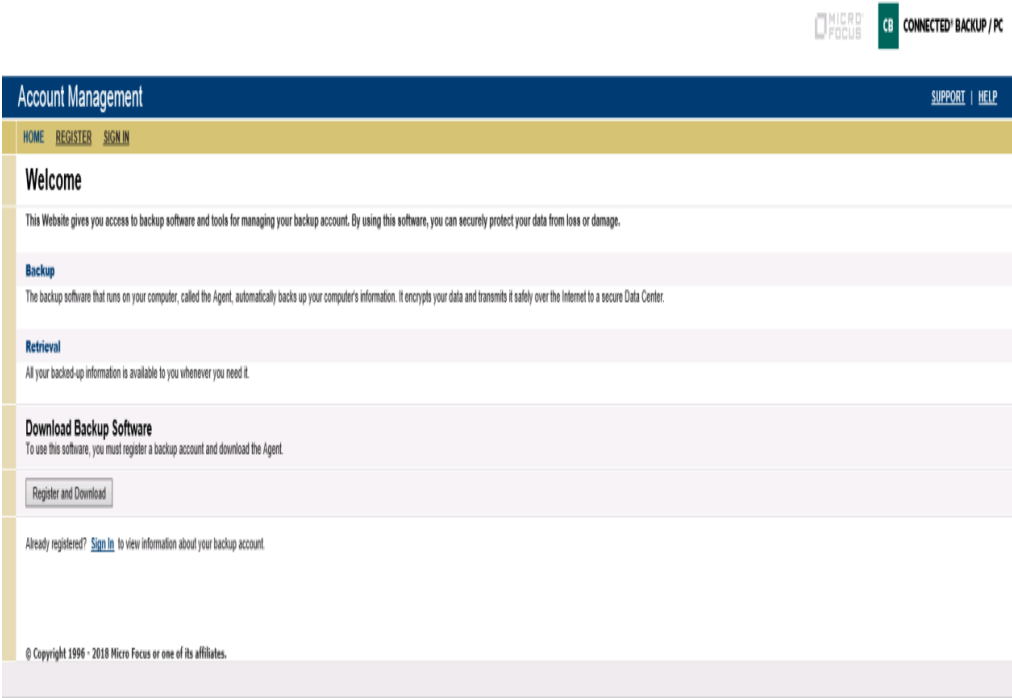 MICRO
FOCUS
CB
CONNECTED® BACKUP / PC
Account Management
SUPPORT | HELP
HOME REGISTER SIGN IN
Welcome
This Website gives you access to backup software and tools for managing your backup account. By using this software, you can securely protect your data from loss or damage.
Backup
The backup software that runs on your computer, called the Agent, automatically backs up your computer's information. It encrypts your data and transmits it safely over the Internet to a secure Data Center.
Retrieval
All your backed-up information is available to you whenever you need it.
Download Backup Software
To use this software, you must register a backup account and download the Agent.
Register and Download
Already registered? Sign In to view information about your backup account.
© Copyright 1996 - 2018 Micro Focus or one of its affiliates.